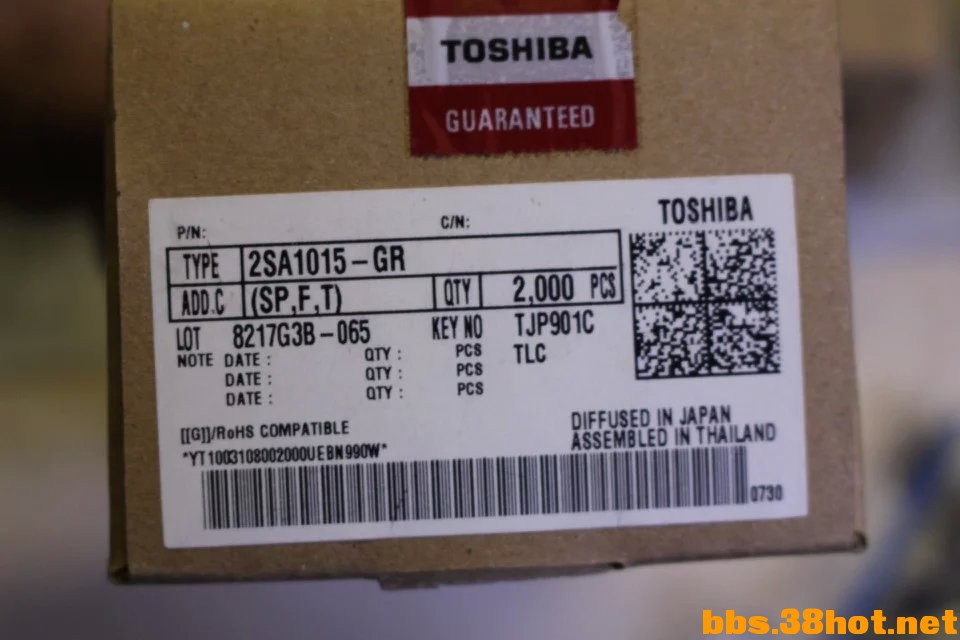 TOSHIBA
GUARANTEED
TOSHIBA
P/N: C/N:
TYPE 2SA1015-GR
ADD.C (SP,F,T) QTY 2,000 PCS
LOT 8217G3B-065 KEY NO TJP901C
NOTE DATE : QTY : PCS TLC
DATE : QTY : PCS
DATE : QTY : PCS
[[G]]/RoHS COMPATIBLE
DIFFUSED IN JAPAN
ASSEMBLED IN THAILAND
*YT1003108002000UEBN990W*
0730
bbs.38hot.net